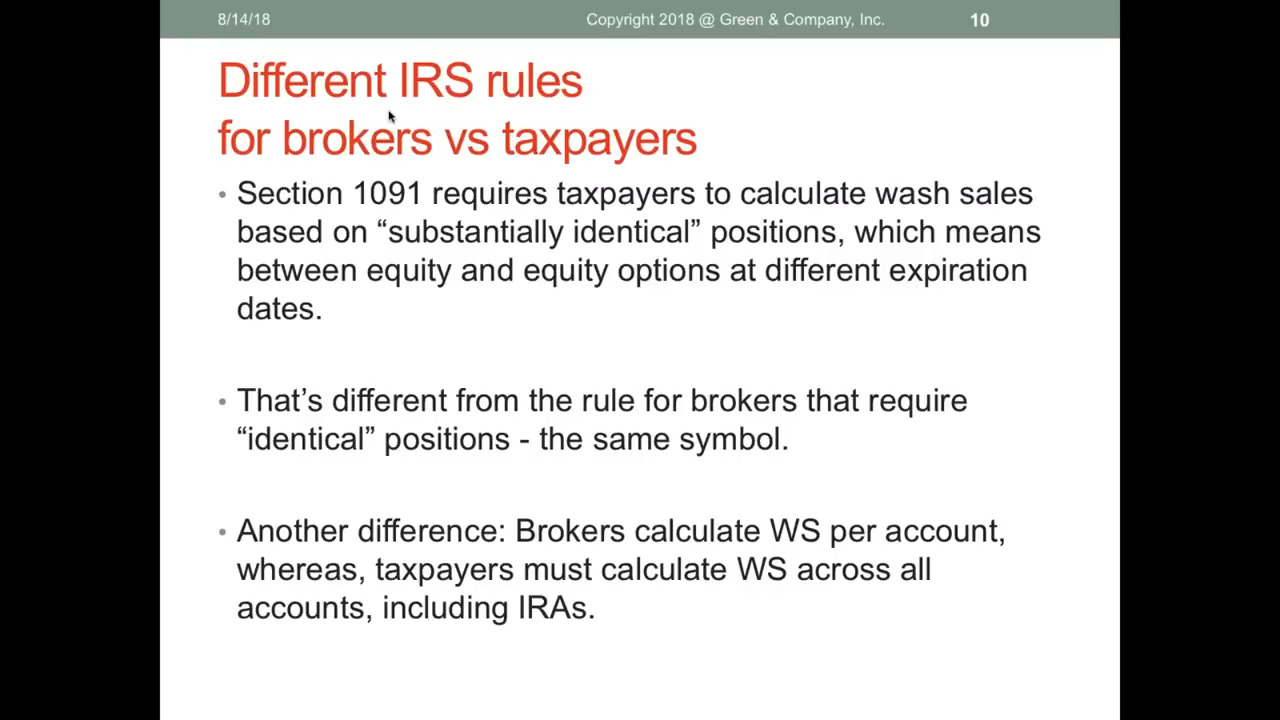 8/14/18 Copyright 2018 @ Green & Company, Inc. 10
Different IRS rules
for brokers vs taxpayers
• Section 1091 requires taxpayers to calculate wash sales
based on “substantially identical” positions, which means
between equity and equity options at different expiration
dates.
• That’s different from the rule for brokers that require
“identical” positions - the same symbol.
• Another difference: Brokers calculate WS per account,
whereas, taxpayers must calculate WS across all
accounts, including IRAs.